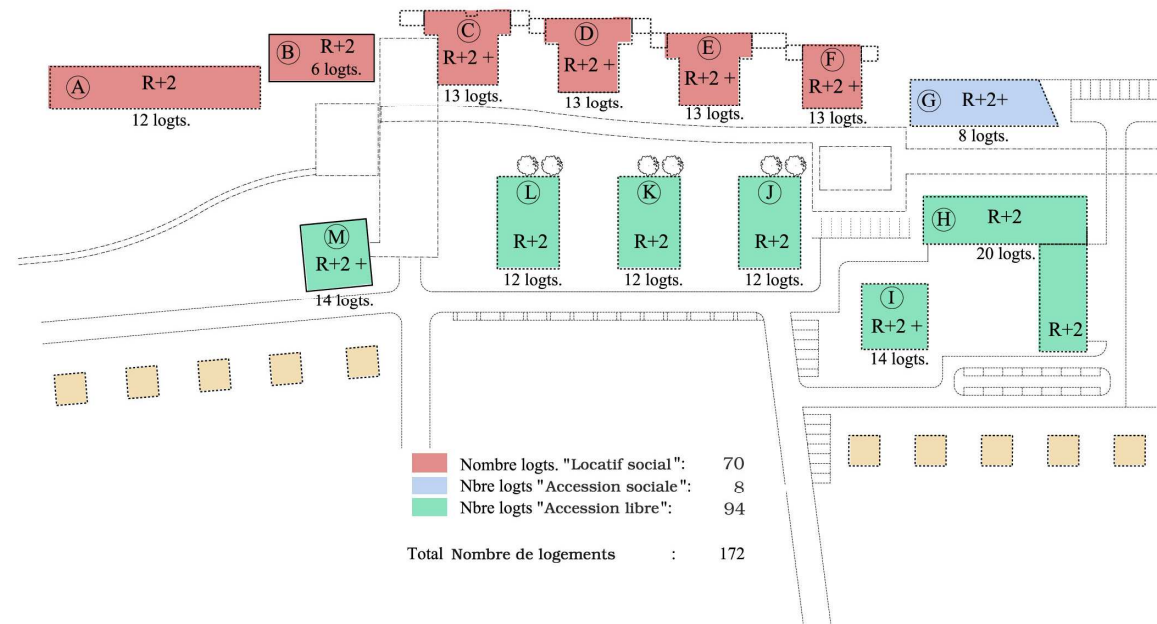 A R+2
12 logts.
B R+2
6 logts.
C
R+2 +
13 logts.
D
R+2 +
13 logts.
E
R+2 +
13 logts.
F
R+2 +
13 logts.
G R+2+
8 logts.
M
R+2 +
14 logts.
L
R+2
12 logts.
K
R+2
12 logts.
J
R+2
12 logts.
H R+2
20 logts.
R+2
I
R+2 +
14 logts.
Nombre logts. "Locatif social": 70
Nbre logts "Accession sociale": 8
Nbre logts "Accession libre": 94
Total Nombre de logements : 172